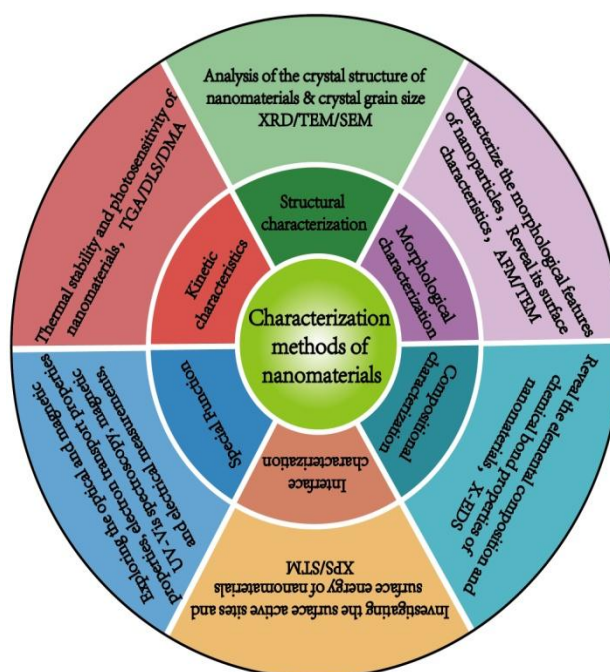 Characterization
methods of
nanomaterials
Structural
characterization
Analysis of the crystal structure of
nanomaterials & crystal grain size
XRD/TEM/SEM
Morphological
characterization
Characterize the morphological features
of nanoparticles, Reveal its surface
characteristics, AFM/TEM
Compositional
characterization
Reveal the elemental composition and
chemical bond properties of
nanomaterials, X-EDS
Interface
characterization
Investigating the surface active sites and
surface energy of nanomaterials
XPS/STM
Special Function
Exploring the optical and magnetic
properties, electron transport properties
UV-Vis spectroscopy, magnetic
and electrical measurements,
Kinetic
characteristics
Thermal stability and photosensitivity of
nanomaterials, TGA/DLS/DMA